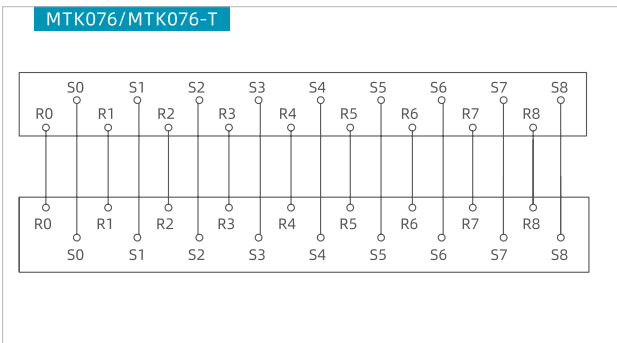 MTK076/MTK076-T
S0 S1 S2 S3 S4 S5 S6 S7 S8
R0 R1 R2 R3 R4 R5 R6 R7 R8
R0 R1 R2 R3 R4 R5 R6 R7 R8
S0 S1 S2 S3 S4 S5 S6 S7 S8